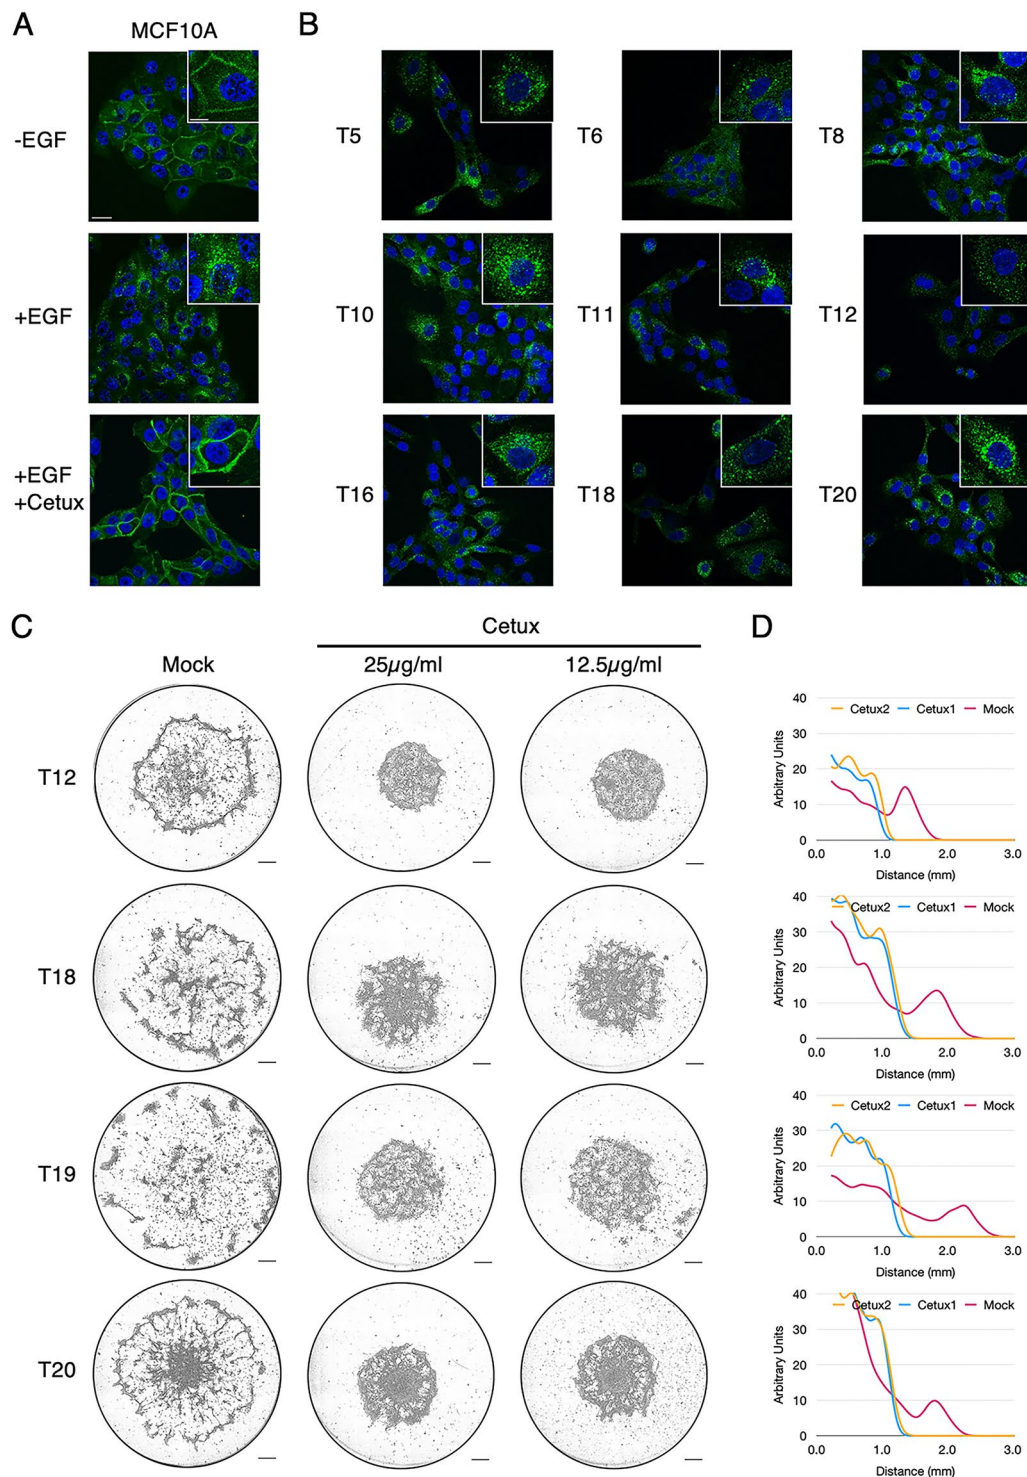 A
MCF10A
B
-EGF
T5
T6
T8
+EGF
T10
T11
T12
+EGF
+Cetux
T16
T18
T20
C
Cetux
D
Mock
25µg/ml
12.5µg/ml
T12
40
30
20
10
0
Arbitrary Units
Cetux2
Cetux1
Mock
0.0
1.0
2.0
3.0
Distance (mm)
T18
40
30
20
10
0
Arbitrary Units
Cetux2
Cetux1
Mock
0.0
1.0
2.0
3.0
Distance (mm)
T19
40
30
20
10
0
Arbitrary Units
Cetux2
Cetux1
Mock
0.0
1.0
2.0
3.0
Distance (mm)
T20
40
30
20
10
0
Arbitrary Units
Cetux2
Cetux1
Mock
0.0
1.0
2.0
3.0
Distance (mm)